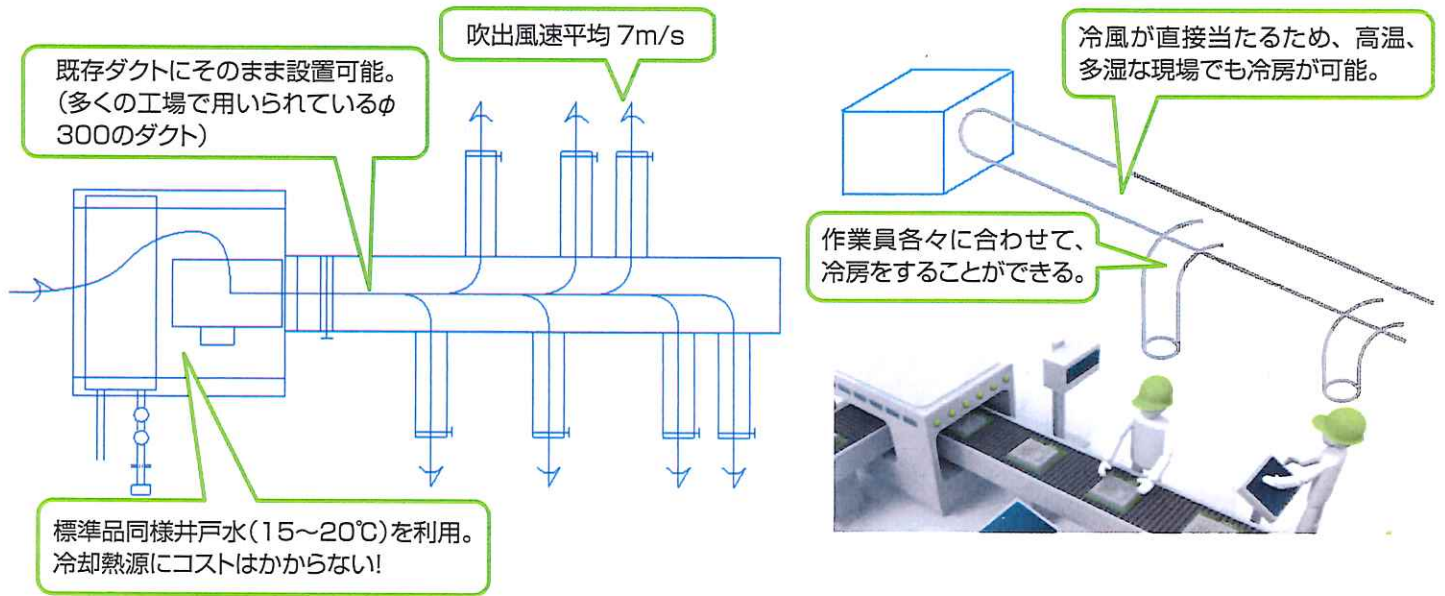 吹出風速平均 7m/s
既存ダクトにそのまま設置可能。
(多くの工場で用いられているφ
300のダクト)
標準品同様井戸水(15〜20℃)を利用。
冷却熱源にコストはかからない!
冷風が直接当たるため、高温、
多湿な現場でも冷房が可能。
作業員各々に合わせて、
冷房をすることができる。